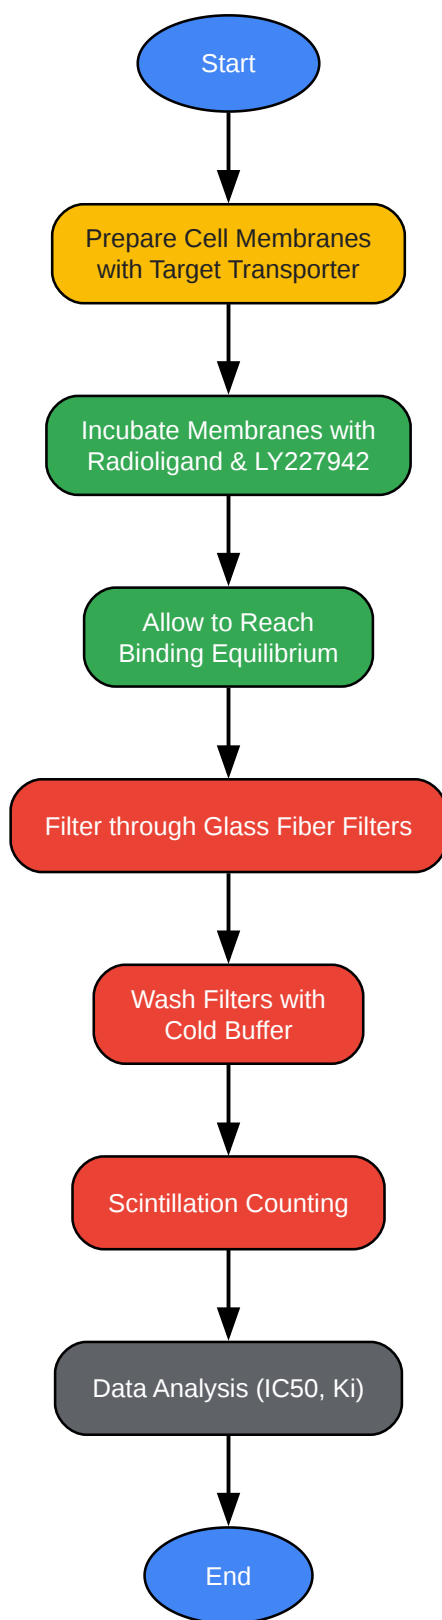 Start
Prepare Cell Membranes
with Target Transporter
Incubate Membranes with
Radioligand & LY227942
Allow to Reach
Binding Equilibrium
Filter through Glass Fiber Filters
Wash Filters with
Cold Buffer
Scintillation Counting
Data Analysis (IC50, Ki)
End